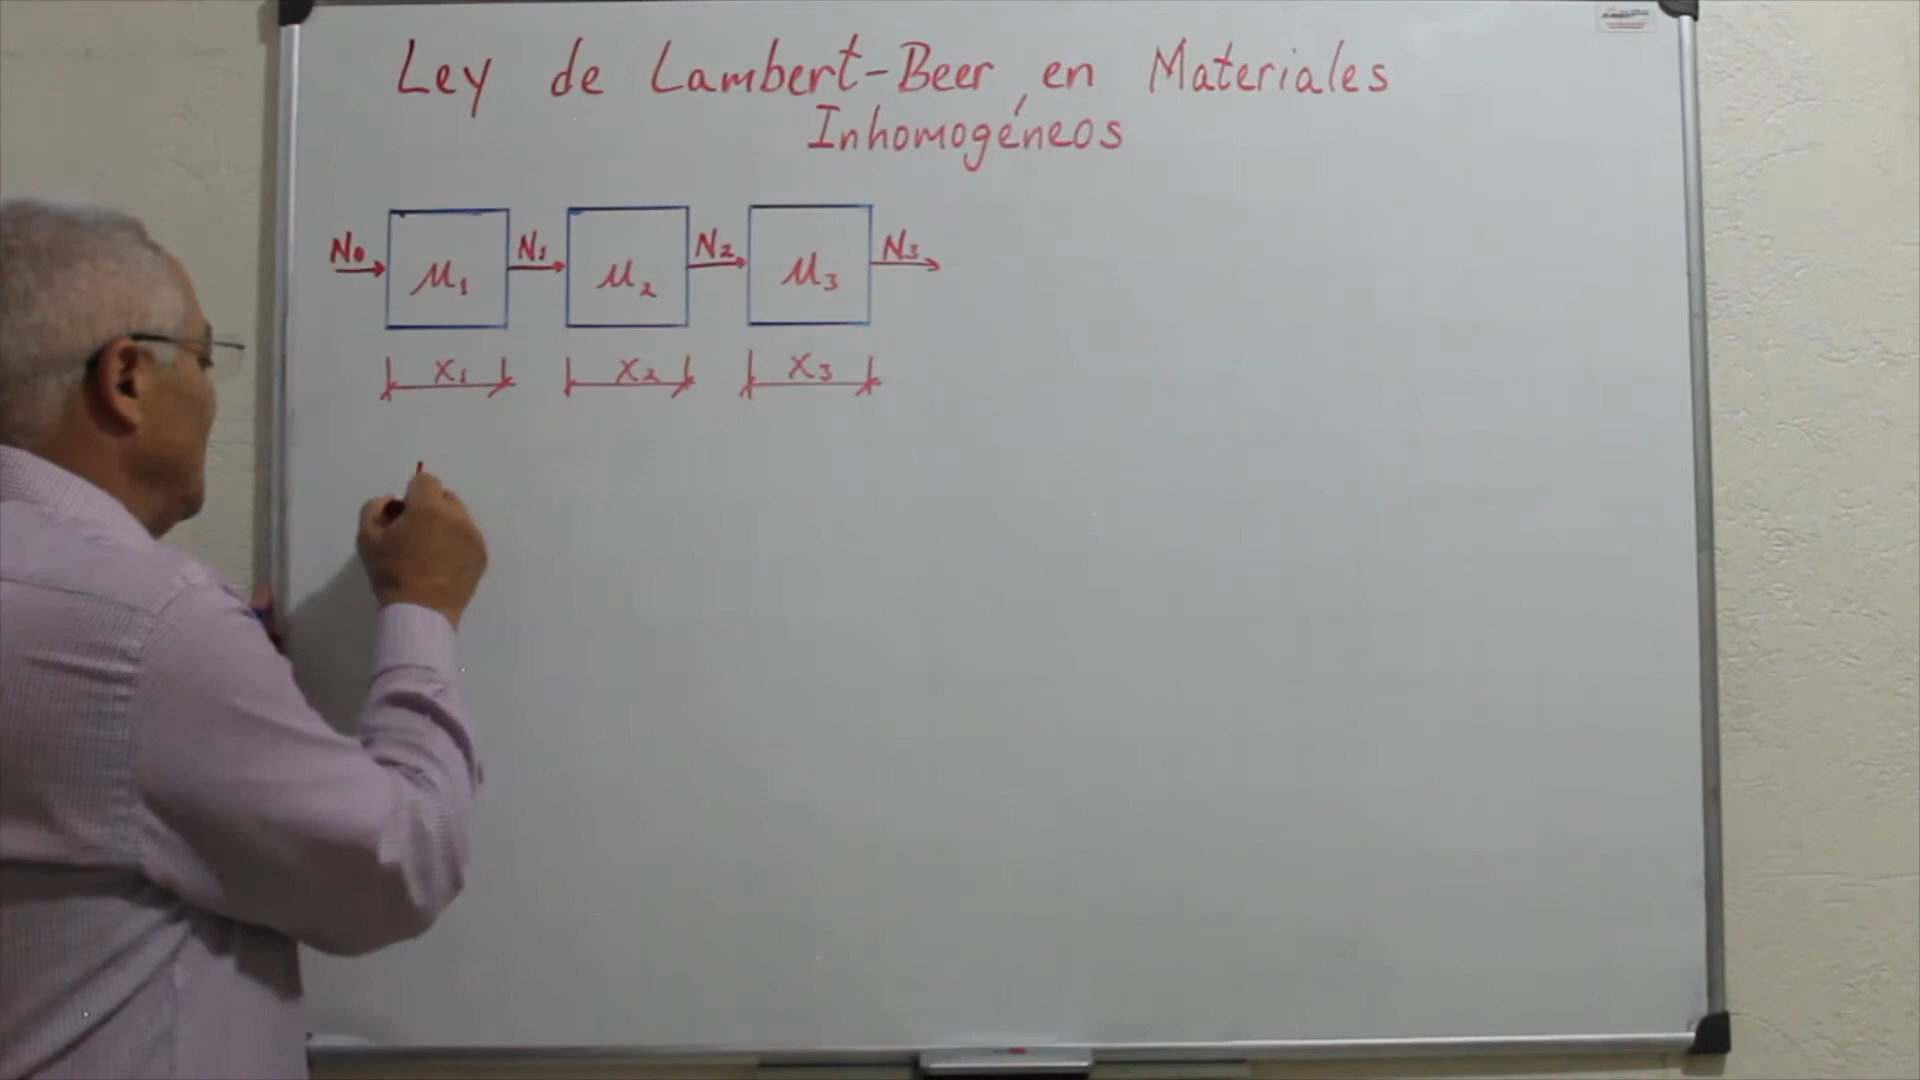 Ley de Lambert-Beer, en Materiales
Inhomogéneos
N0 N1 N2 N3
μ1 μ2 μ3
X1 X2 X3